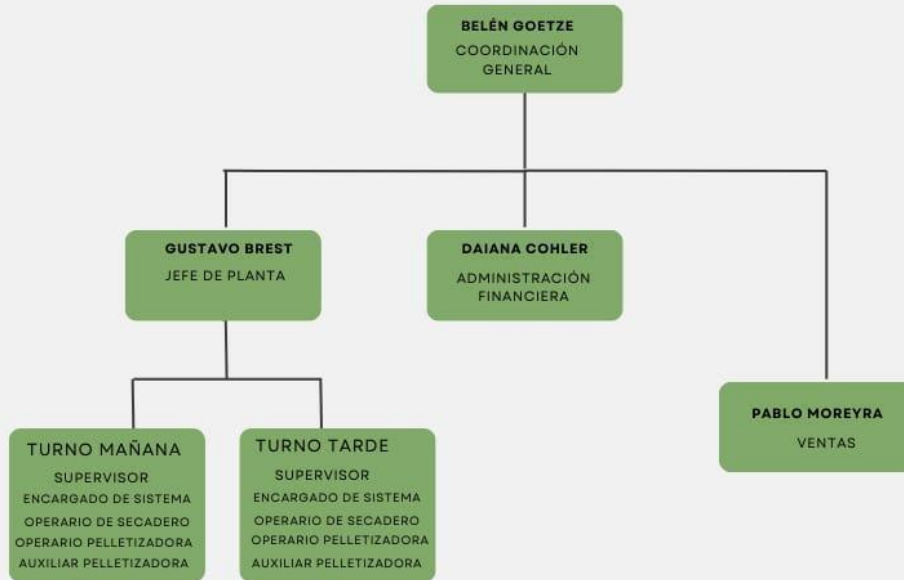 BELÉN GOETZE
COORDINACIÓN
GENERAL
GUSTAVO BREST
JEFE DE PLANTA
DAIANA COHLER
ADMINISTRACIÓN
FINANCIERA
PABLO MOREYRA
VENTAS
TURNO MAÑANA
SUPERVISOR
ENCARGADO DE SISTEMA
OPERARIO DE SECADERO
OPERARIO PELLETIZADORA
AUXILIAR PELLETIZADORA
TURNO TARDE
SUPERVISOR
ENCARGADO DE SISTEMA
OPERARIO DE SECADERO
OPERARIO PELLETIZADORA
AUXILIAR PELLETIZADORA